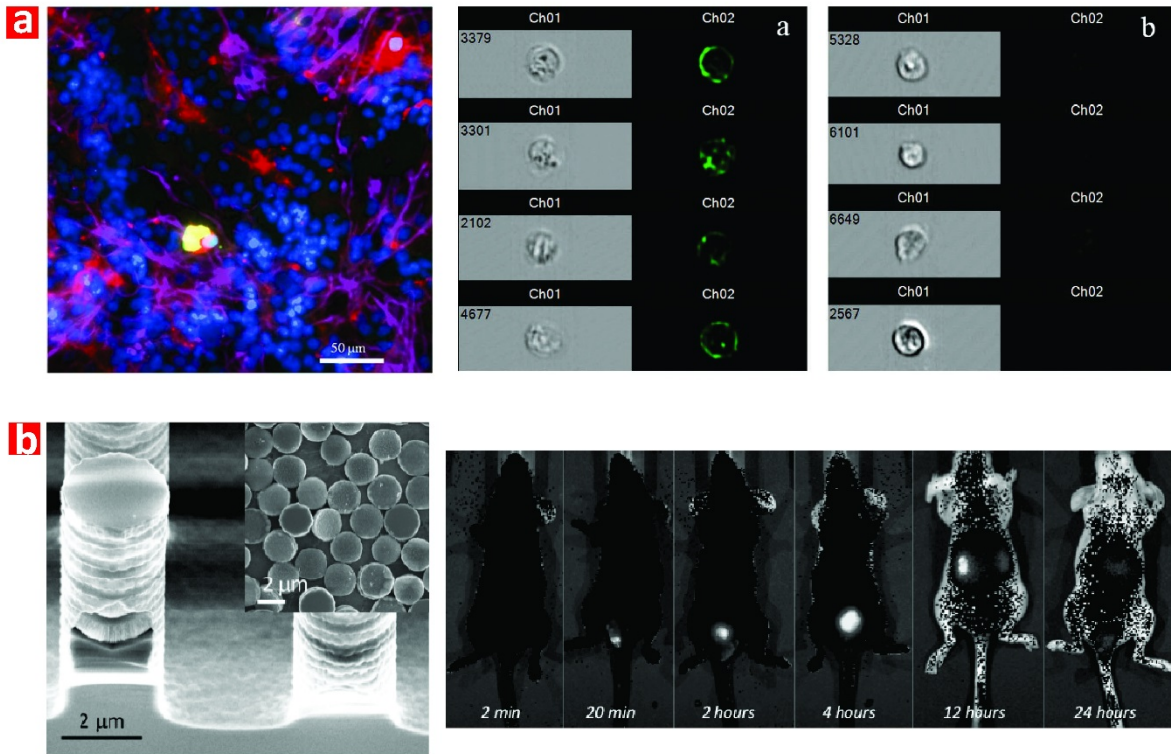 a
50 µm
Ch01 Ch02 a
3379
Ch01 Ch02
3301
Ch01 Ch02
2102
Ch01 Ch02
4677
Ch01 Ch02 b
5328
Ch01 Ch02
6101
Ch01 Ch02
6649
Ch01 Ch02
2567
b
2 µm
2 µm
2 min 20 min 2 hours 4 hours 12 hours 24 hours